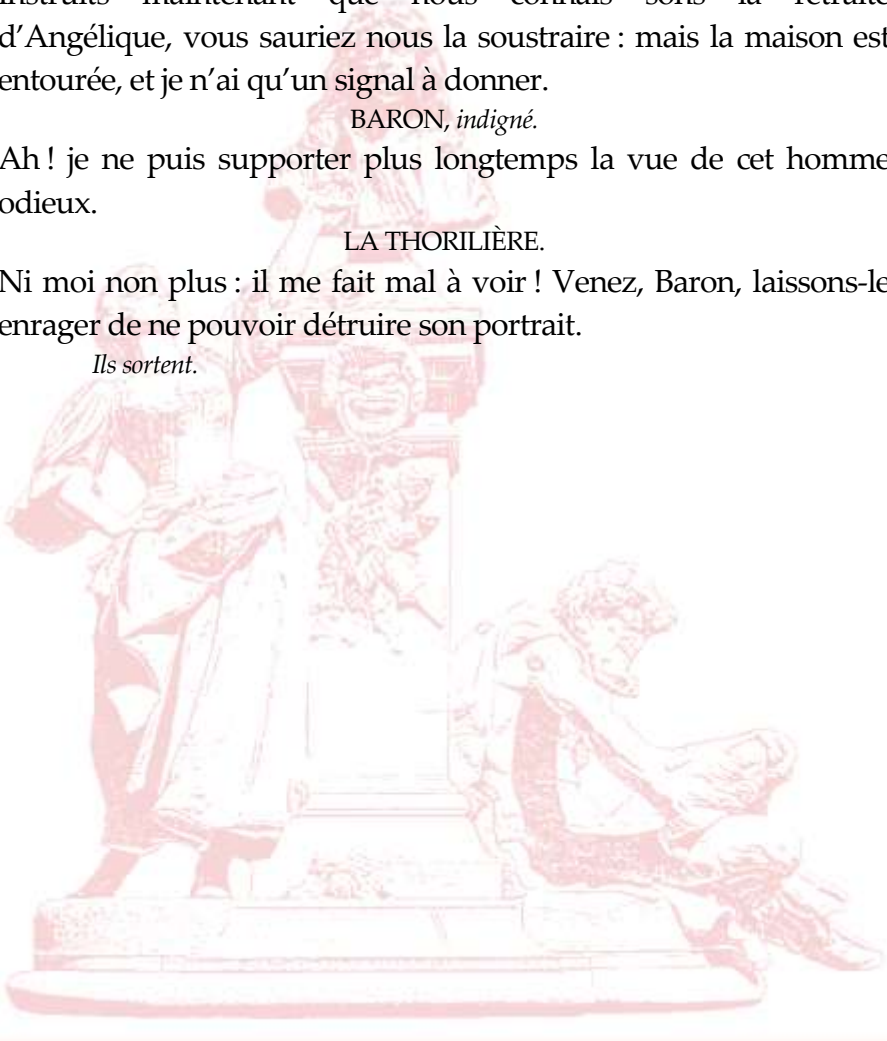 instruits maintenant que nous connais sons la retraite
d’Angélique, vous sauriez nous la soustraire : mais la maison est
entourée, et je n’ai qu’un signal à donner.
BARON, indigné.
Ah ! je ne puis supporter plus longtemps la vue de cet homme
odieux.
LA THORILIÈRE.
Ni moi non plus : il me fait mal à voir ! Venez, Baron, laissons-le
enrager de ne pouvoir détruire son portrait.
Ils sortent.